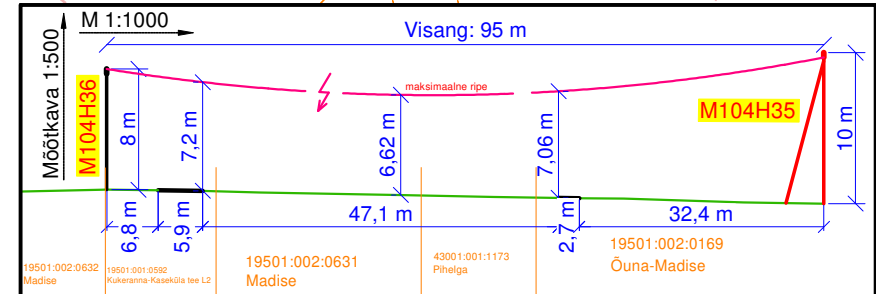 M 1:1000
Mõõtkava 1:500
Visang: 95 m
maksimaalne ripe
M104H36
M104H35
8 m
7,2 m
6,62 m
7,06 m
10 m
6,8 m
5,9 m
47,1 m
2,7 m
32,4 m
19501:002:0632
Madise
19501:001:0592
Kukeranna-Kaseküla tee L2
19501:002:0631
Madise
43001:001:1173
Pihelga
19501:002:0169
Õuna-Madise